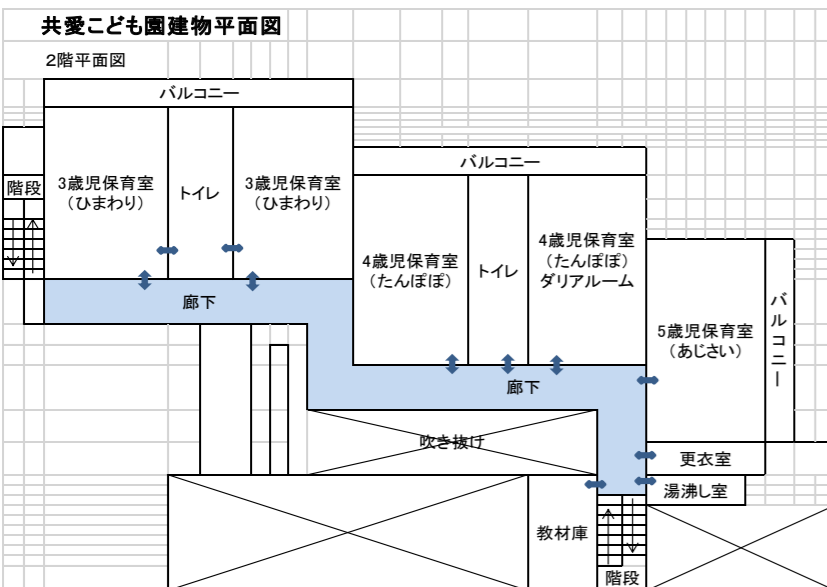 共愛こども園建物平面図
２階平面図
バルコニー
階段
3歳児保育室
（ひまわり）
トイレ
3歳児保育室
（ひまわり）
バルコニー
4歳児保育室
（たんぽぽ）
トイレ
4歳児保育室
（たんぽぽ）
ダリアルーム
5歳児保育室
（あじさい）
バルコニー
廊下
廊下
吹き抜け
更衣室
湯沸し室
教材庫
階段